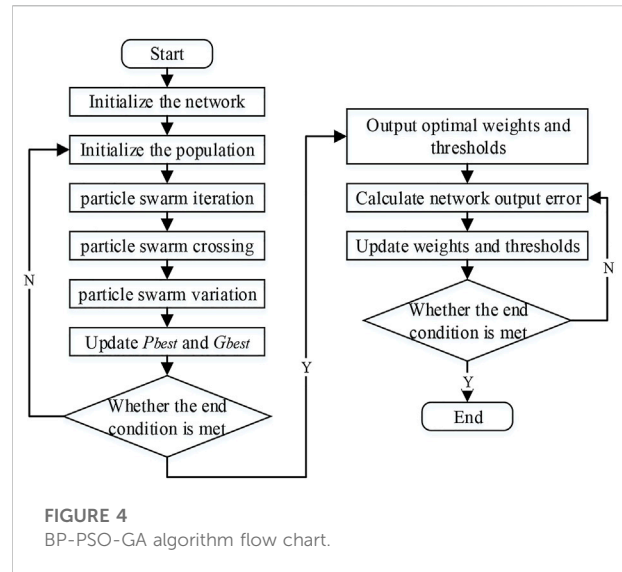 Start
Initialize the network
Initialize the population
particle swarm iteration
particle swarm crossing
particle swarm variation
Update Pbest and Gbest
Whether the end
condition is met
N
Y
Output optimal weights and
thresholds
Calculate network output error
Update weights and thresholds
Whether the end
condition is met
N
Y
End
FIGURE 4
BP-PSO-GA algorithm flow chart.